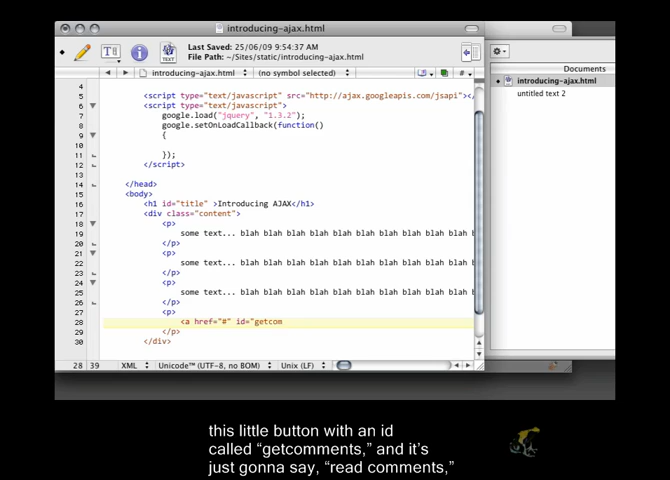 introducing-ajax.html
Last Saved: 25/06/09 9:54:37 AM
File Path: ~/Sites/static/introducing-ajax.html
introducing-ajax.html (no symbol selected)
Documents
introducing-ajax.html
untitled text 2
4
5 <script type="text/javascript" src="http://ajax.googleapis.com/jsapi"></
6 <script type="text/javascript">
7 google.load("jquery", "1.3.2");
8 google.setOnLoadCallback(function()
9 {
10
11 });
12 </script>
13
14 </head>
15 <body>
16 <h1 id="title" >Introducing AJAX</h1>
17 <div class="content">
18 <p>
19 some text... blah blah blah blah blah blah blah blah blah b
20 </p>
21 <p>
22 some text... blah blah blah blah blah blah blah blah blah b
23 </p>
24 <p>
25 some text... blah blah blah blah blah blah blah blah blah b
26 </p>
27 <p>
28 <a href="#" id="getcom
29 </p>
30 </div>
28 39 XML Unicode™ (UTF-8, no BOM) Unix (LF)
this little button with an id
called “getcomments,” and it’s
just gonna say, “read comments,”